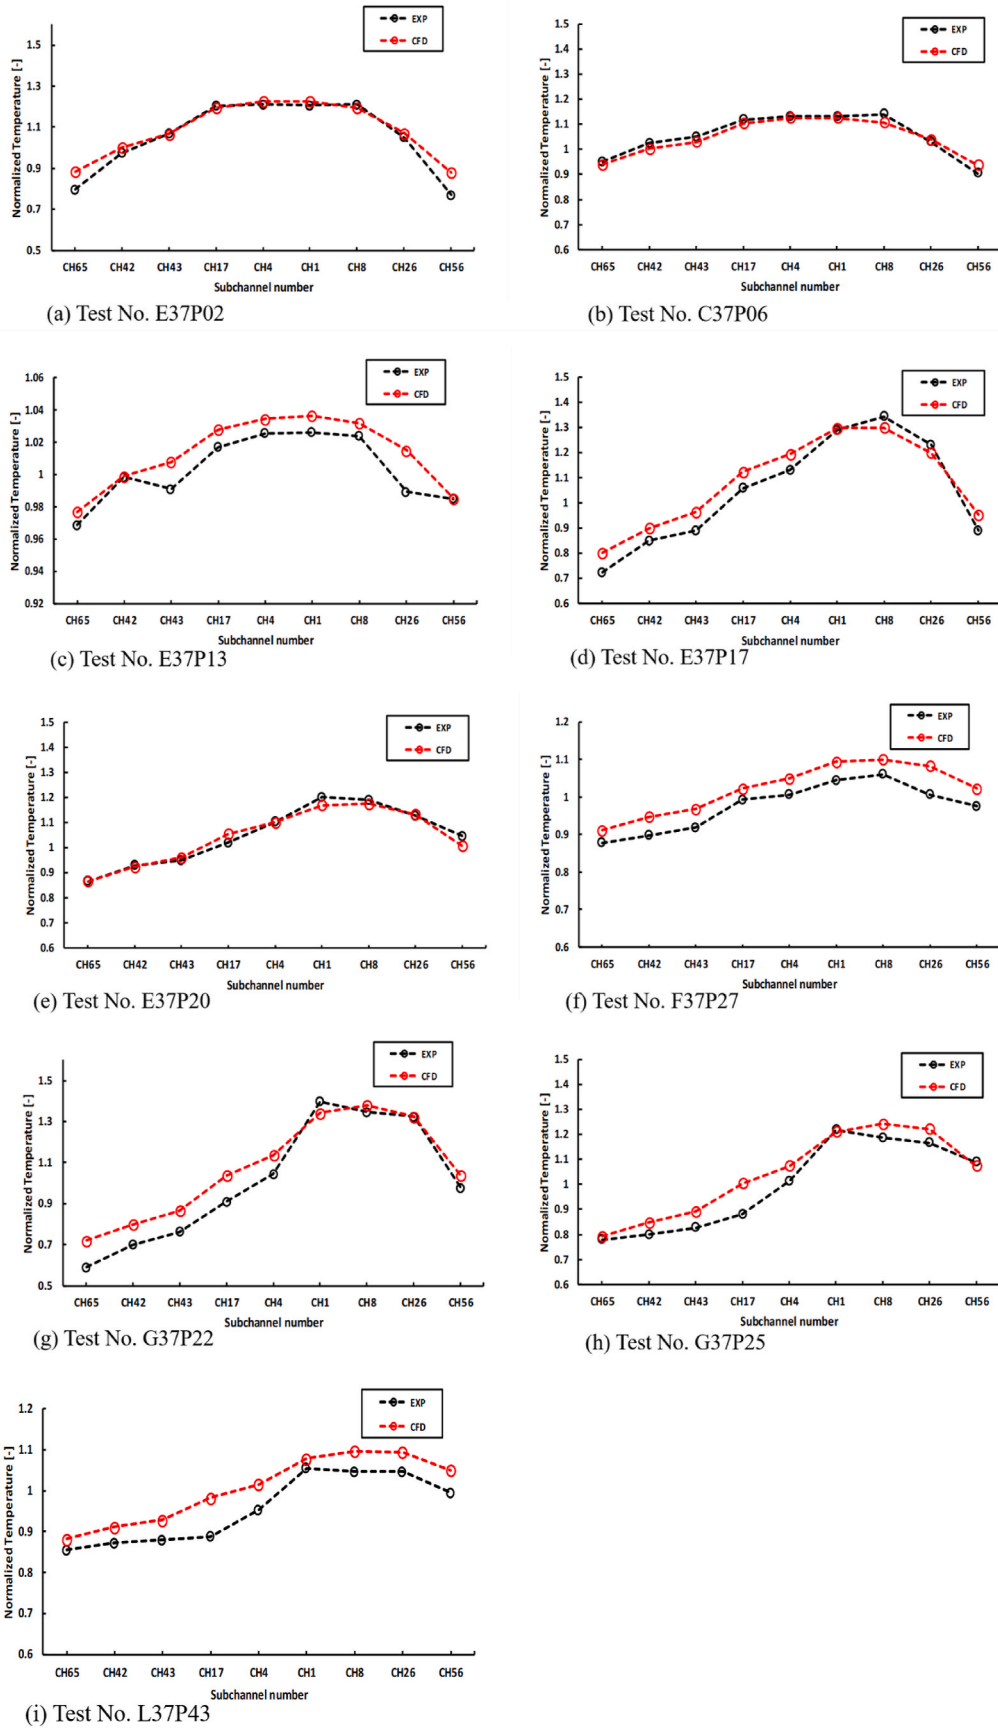 EXP
CFD
Normalized Temperature [-]
1.5
1.3
1.1
0.9
0.7
0.5
CH65 CH42 CH43 CH17 CH4 CH1 CH8 CH26 CH56
Subchannel number
(a) Test No. E37P02
EXP
CFD
Normalized Temperature [-]
1.5
1.4
1.3
1.2
1.1
1
0.9
0.8
0.7
0.6
CH65 CH42 CH43 CH17 CH4 CH1 CH8 CH26 CH56
Subchannel number
(b) Test No. C37P06
EXP
CFD
Normalized Temperature [-]
1.06
1.04
1.02
1
0.98
0.96
0.94
0.92
CH65 CH42 CH43 CH17 CH4 CH1 CH8 CH26 CH56
Subchannel number
(c) Test No. E37P13
EXP
CFD
Normalized Temperature [-]
1.5
1.4
1.3
1.2
1.1
1
0.9
0.8
0.7
0.6
CH65 CH42 CH43 CH17 CH4 CH1 CH8 CH26 CH56
Subchannel number
(d) Test No. E37P17
EXP
CFD
Normalized Temperature [-]
1.5
1.4
1.3
1.2
1.1
1
0.9
0.8
0.7
0.6
CH65 CH42 CH43 CH17 CH4 CH1 CH8 CH26 CH56
Subchannel number
(e) Test No. E37P20
EXP
CFD
Normalized Temperature [-]
1.2
1.1
1
0.9
0.8
0.7
0.6
CH65 CH42 CH43 CH17 CH4 CH1 CH8 CH26 CH56
Subchannel number
(f) Test No. F37P27
EXP
CFD
Normalized Temperature [-]
1.5
1.3
1.1
0.9
0.7
0.5
CH65 CH42 CH43 CH17 CH4 CH1 CH8 CH26 CH56
Subchannel number
(g) Test No. G37P22
EXP
CFD
Normalized Temperature [-]
1.5
1.4
1.3
1.2
1.1
1
0.9
0.8
0.7
0.6
CH65 CH42 CH43 CH17 CH4 CH1 CH8 CH26 CH56
Subchannel number
(h) Test No. G37P25
EXP
CFD
Normalized Temperature [-]
1.2
1.1
1
0.9
0.8
0.7
0.6
CH65 CH42 CH43 CH17 CH4 CH1 CH8 CH26 CH56
Subchannel number
(i) Test No. L37P43